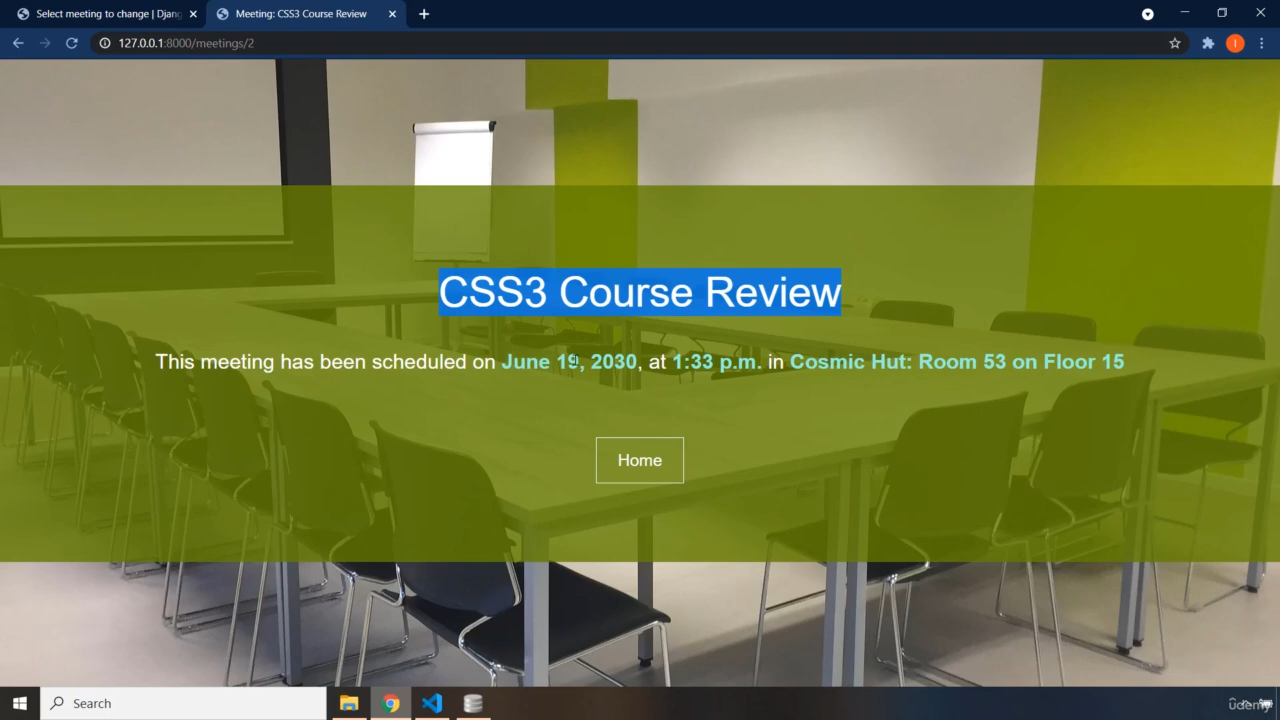 Select meeting to change | Djang
Meeting: CSS3 Course Review
127.0.0.1:8000/meetings/2
I
CSS3 Course Review
This meeting has been scheduled on June 19, 2030, at 1:33 p.m. in Cosmic Hut: Room 53 on Floor 15
Home
Search
ûdemy